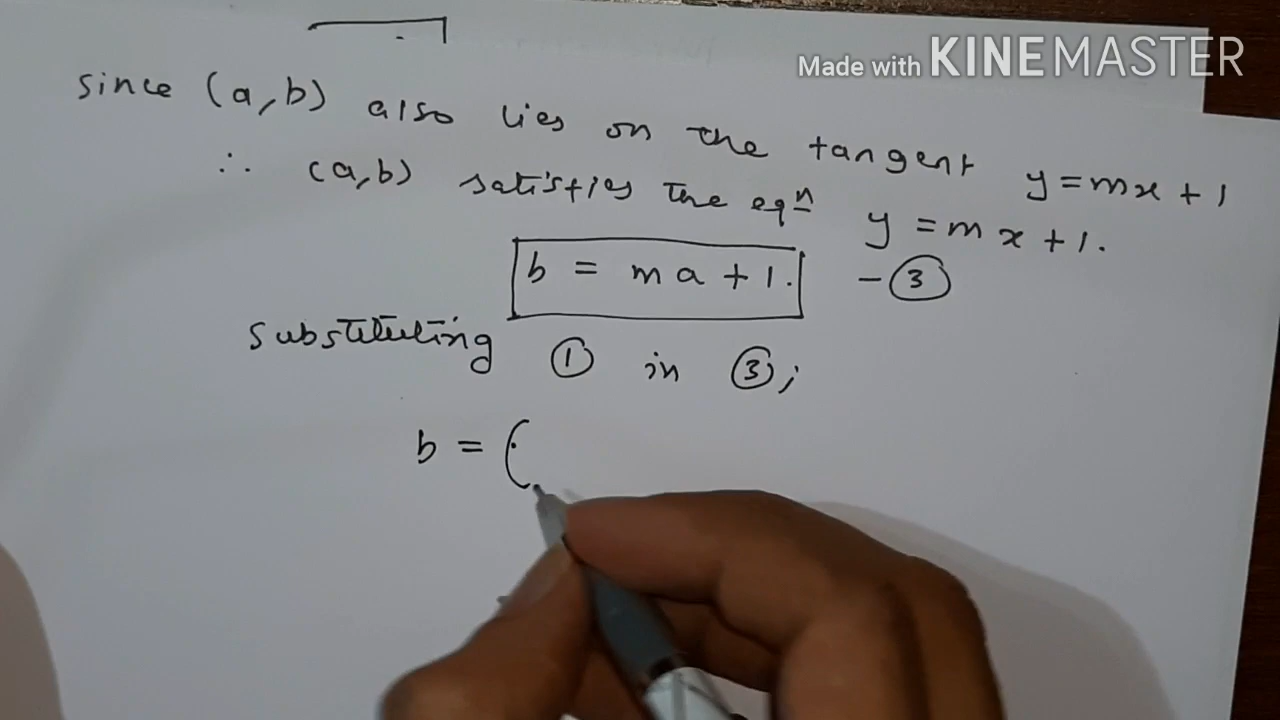 Made with KINEMASTER
since (a,b) also lies on the tangent y=mx+1
∴ (a,b) satisfies the eqn y=mx+1.
b = ma+1. -③
substituting ① in ③;
b = (